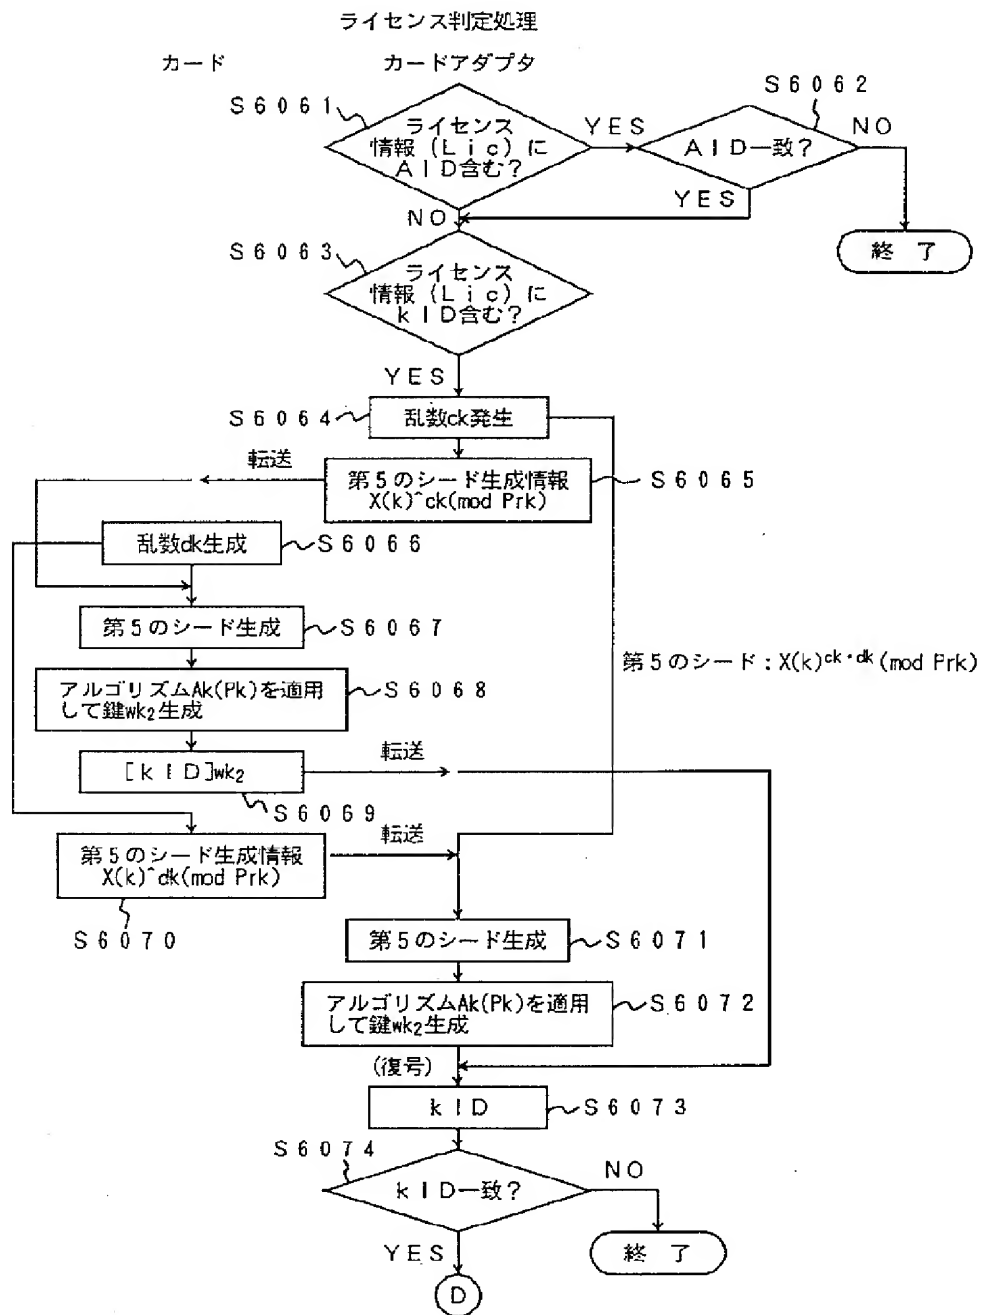 ライセンス判定処理
カード
カードアダプタ
S6061
ライセンス
情報(Lic)に
AID含む?
YES
S6062
AID一致?
NO
YES
終 了
NO
S6063
ライセンス
情報(Lic)に
kID含む?
YES
S6064
乱数ck発生
転送
第5のシード生成情報
X(k)^ck(mod Prk)
S6065
乱数dk生成
S6066
第5のシード生成
S6067
第5のシード:X(k)ck・dk(mod Prk)
アルゴリズムAk(Pk)を適用
して鍵wk2生成
S6068
[kID]wk2
転送
S6069
第5のシード生成情報
X(k)^dk(mod Prk)
転送
S6070
第5のシード生成
S6071
アルゴリズムAk(Pk)を適用
して鍵wk2生成
S6072
(復号)
kID
S6073
S6074
kID一致?
NO
YES
終 了
D